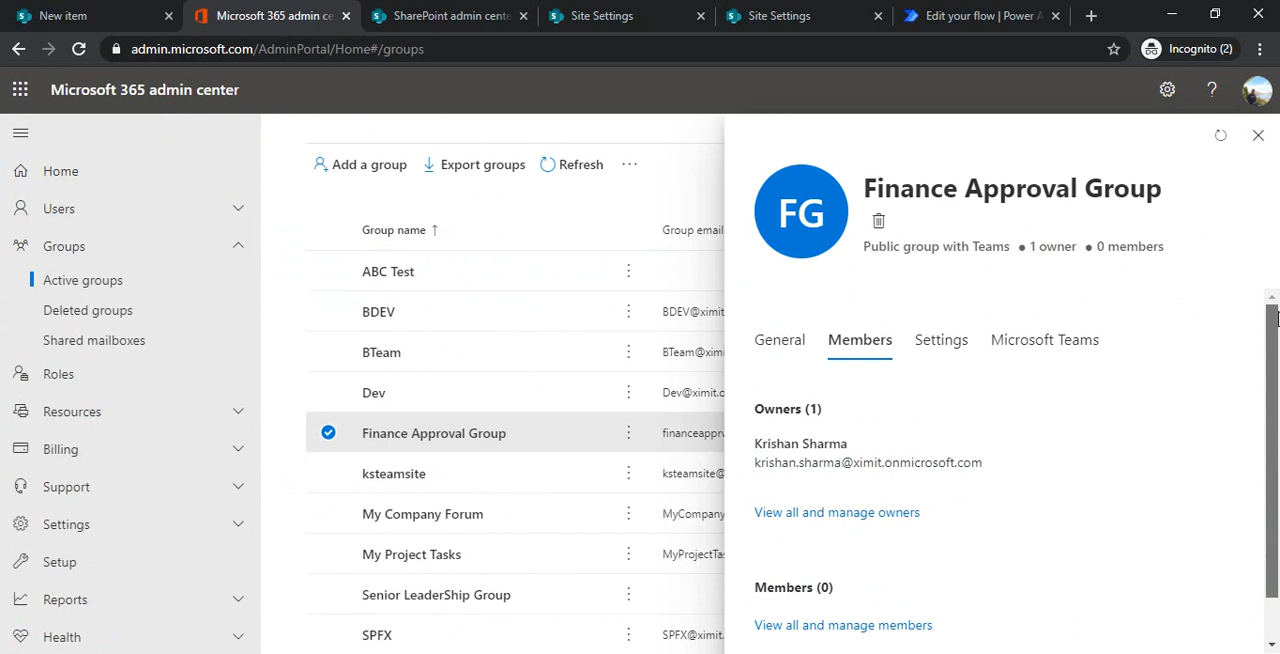 New item
Microsoft 365 admin ce
SharePoint admin cente
Site Settings
Site Settings
Edit your flow | Power A
admin.microsoft.com/AdminPortal/Home#/groups
Incognito (2)
Microsoft 365 admin center
Home
Users
Groups
Active groups
Deleted groups
Shared mailboxes
Roles
Resources
Billing
Support
Settings
Setup
Reports
Health
Add a group
Export groups
Refresh
Group name ↑
Group email
ABC Test
BDEV
BDEV@ximit.
BTeam
BTeam@xim
Dev
Dev@ximit.o
Finance Approval Group
financeapprv
ksteamsite
ksteamsite@
My Company Forum
MyCompany
My Project Tasks
MyProjectTa
Senior LeaderShip Group
SPFX
SPFX@ximit.o
FG
Finance Approval Group
Public group with Teams ● 1 owner ● 0 members
General
Members
Settings
Microsoft Teams
Owners (1)
Krishan Sharma
krishan.sharma@ximit.onmicrosoft.com
View all and manage owners
Members (0)
View all and manage members